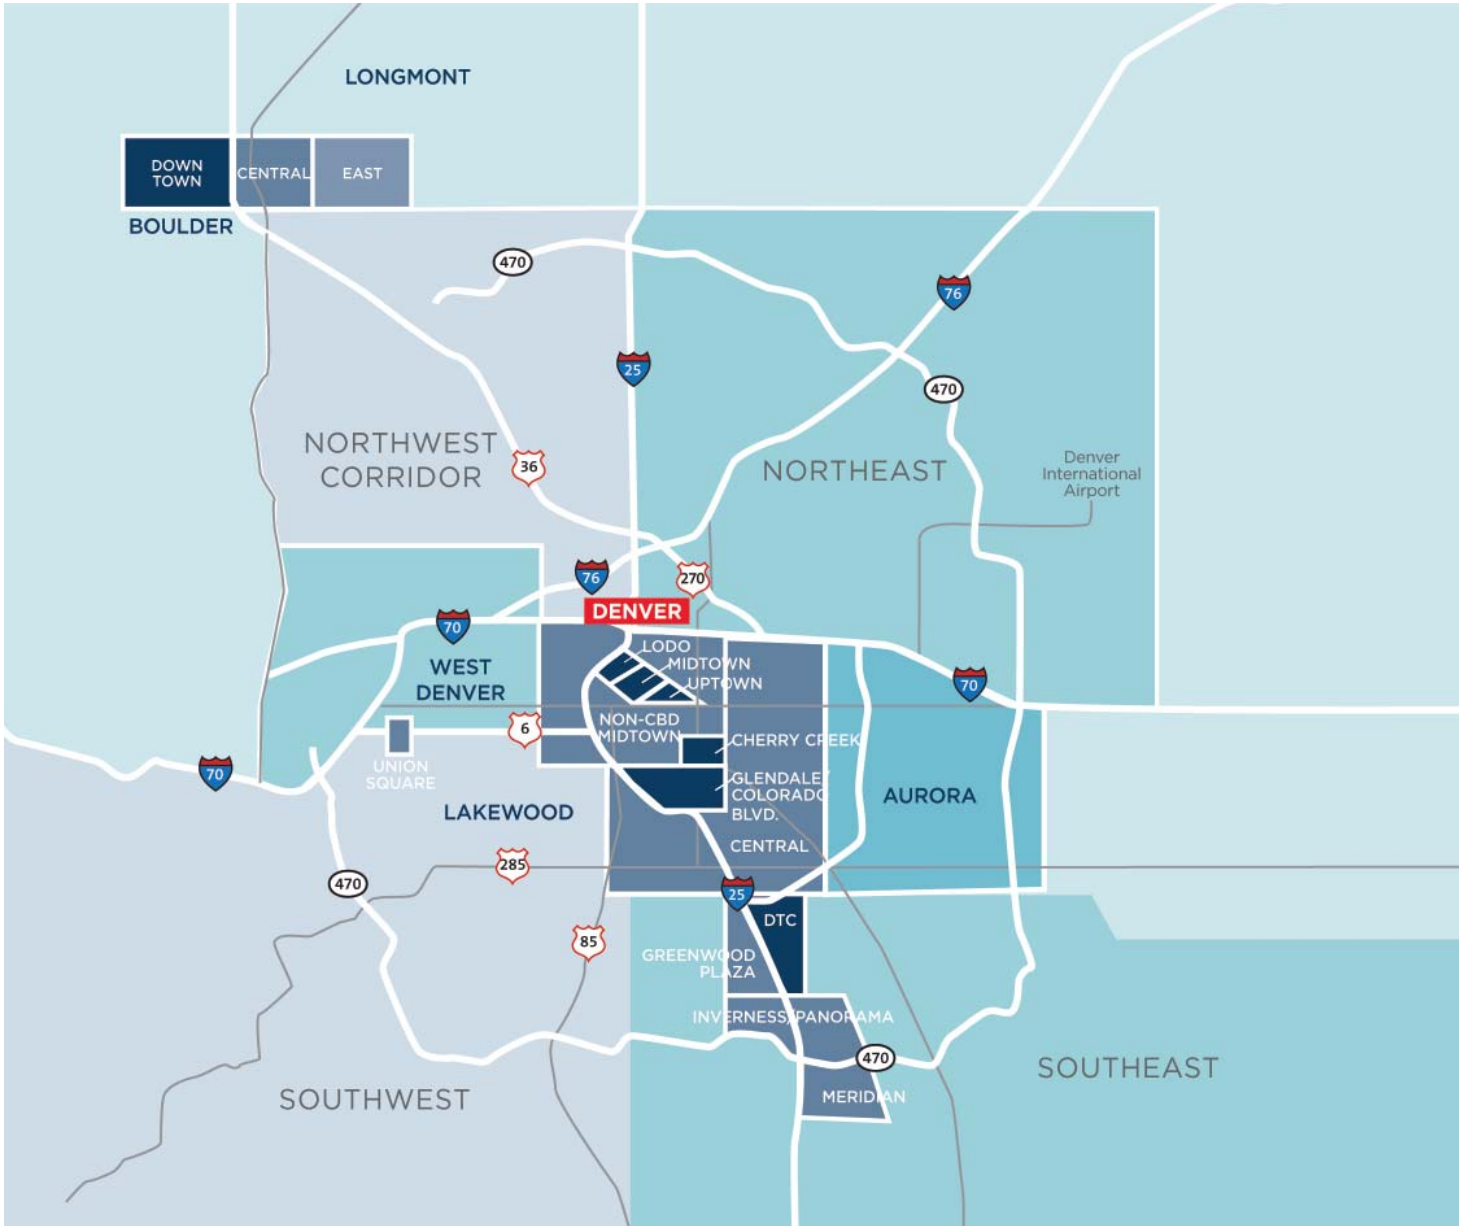 LONGMONT
DOWN
TOWN
CENTRAL
EAST
BOULDER
470
76
25
470
NORTHWEST
CORRIDOR
36
NORTHEAST
Denver
International
Airport
76
270
DENVER
70
LODO
MIDTOWN
UPTOWN
WEST
DENVER
70
6
NON-CBD
MIDTOWN
CHERRY CREEK
UNION
SQUARE
70
GLENDALE/
COLORADO
BLVD.
AURORA
LAKEWOOD
CENTRAL
285
470
25
DTC
85
GREENWOOD
PLAZA
INVERNESS/PANORAMA
470
SOUTHEAST
MERIDIAN
SOUTHWEST